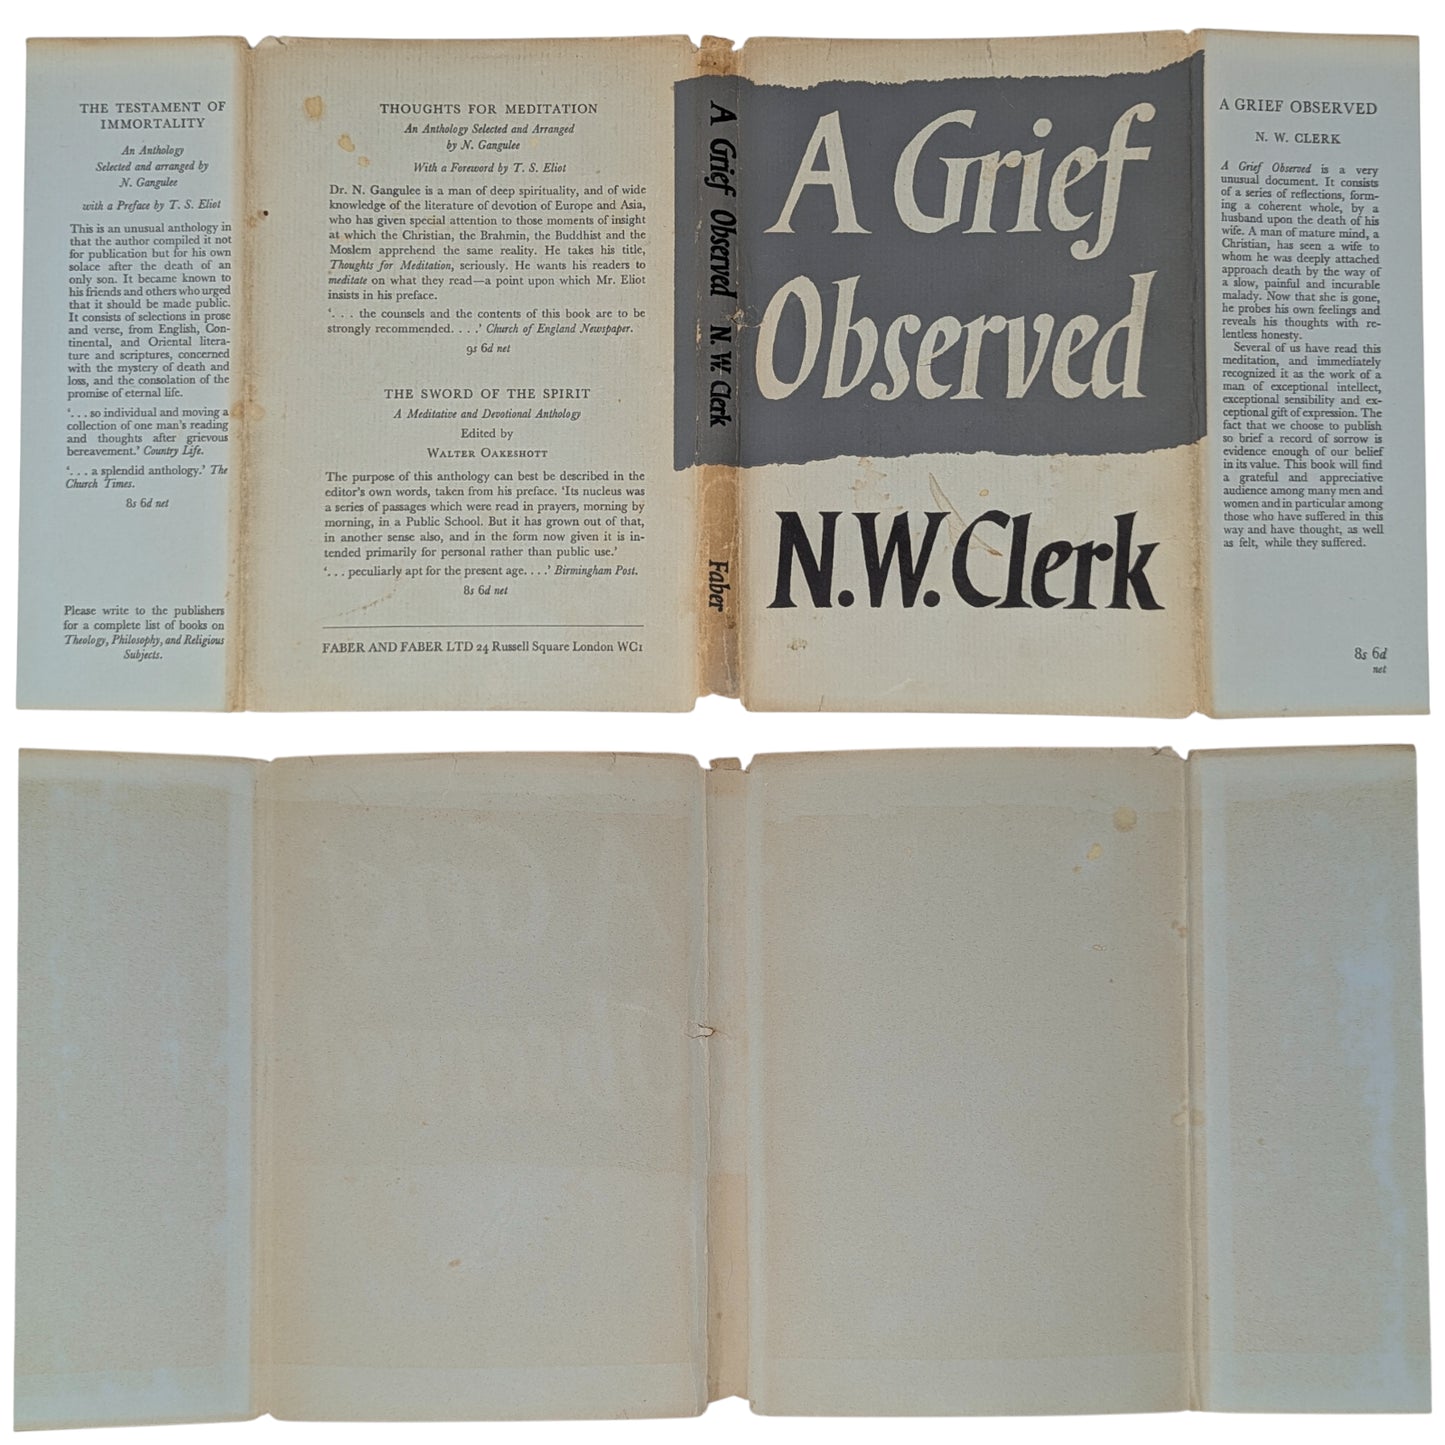 THE TESTAMENT OF
IMMORTALITY
An Anthology
Selected and arranged by
N. Gangulee
with a Preface by T. S. Eliot
This is an unusual anthology in
that the author compiled it not
for publication but for his own
solace after the death of an
only son. It became known to
his friends and others who urged
that it should be made public.
It consists of selections in prose
and verse, from English, Con-
tinental, and Oriental litera-
ture and scriptures, concerned
with the mystery of death and
loss, and the consolation of the
promise of eternal life.
‘. . . so individual and moving a
collection of one man's reading
and thoughts after grievous
bereavement.’ Country Life.
‘. . . a splendid anthology.’ The
Church Times.
8s 6d net
Please write to the publishers
for a complete list of books on
Theology, Philosophy, and Religious
Subjects.
THOUGHTS FOR MEDITATION
An Anthology Selected and Arranged
by N. Gangulee
With a Foreword by T. S. Eliot
Dr. N. Gangulee is a man of deep spirituality, and of wide
knowledge of the literature of devotion of Europe and Asia,
who has given special attention to those moments of insight
at which the Christian, the Brahmin, the Buddhist and the
Moslem apprehend the same reality. He takes his title,
Thoughts for Meditation, seriously. He wants his readers to
meditate on what they read—a point upon which Mr. Eliot
insists in his preface.
‘. . . the counsels and the contents of this book are to be
strongly recommended. . . .’ Church of England Newspaper.
9s 6d net
THE SWORD OF THE SPIRIT
A Meditative and Devotional Anthology
Edited by
WALTER OAKESHOTT
The purpose of this anthology can best be described in the
editor's own words, taken from his preface. ‘Its nucleus was
a series of passages which were read in prayers, morning by
morning, in a Public School. But it has grown out of that,
in another sense also, and in the form now given it is in-
tended primarily for personal rather than public use.’
‘. . . peculiarly apt for the present age. . . .’ Birmingham Post.
8s 6d net
FABER AND FABER LTD 24 Russell Square London WC1
A Grief Observed N. W. Clerk
Faber
A Grief
Observed
N.W.Clerk
A GRIEF OBSERVED
N. W. CLERK
A Grief Observed is a very
unusual document. It consists
of a series of reflections, form-
ing a coherent whole, by a
husband upon the death of his
wife. A man of mature mind, a
Christian, has seen a wife to
whom he was deeply attached
approach death by the way of
a slow, painful and incurable
malady. Now that she is gone,
he probes his own feelings and
reveals his thoughts with re-
lentless honesty.
Several of us have read this
meditation, and immediately
recognized it as the work of a
man of exceptional intellect,
exceptional sensibility and ex-
ceptional gift of expression. The
fact that we choose to publish
so brief a record of sorrow is
evidence enough of our belief
in its value. This book will find
a grateful and appreciative
audience among many men and
women and in particular among
those who have suffered in this
way and have thought, as well
as felt, while they suffered.
8s 6d
net